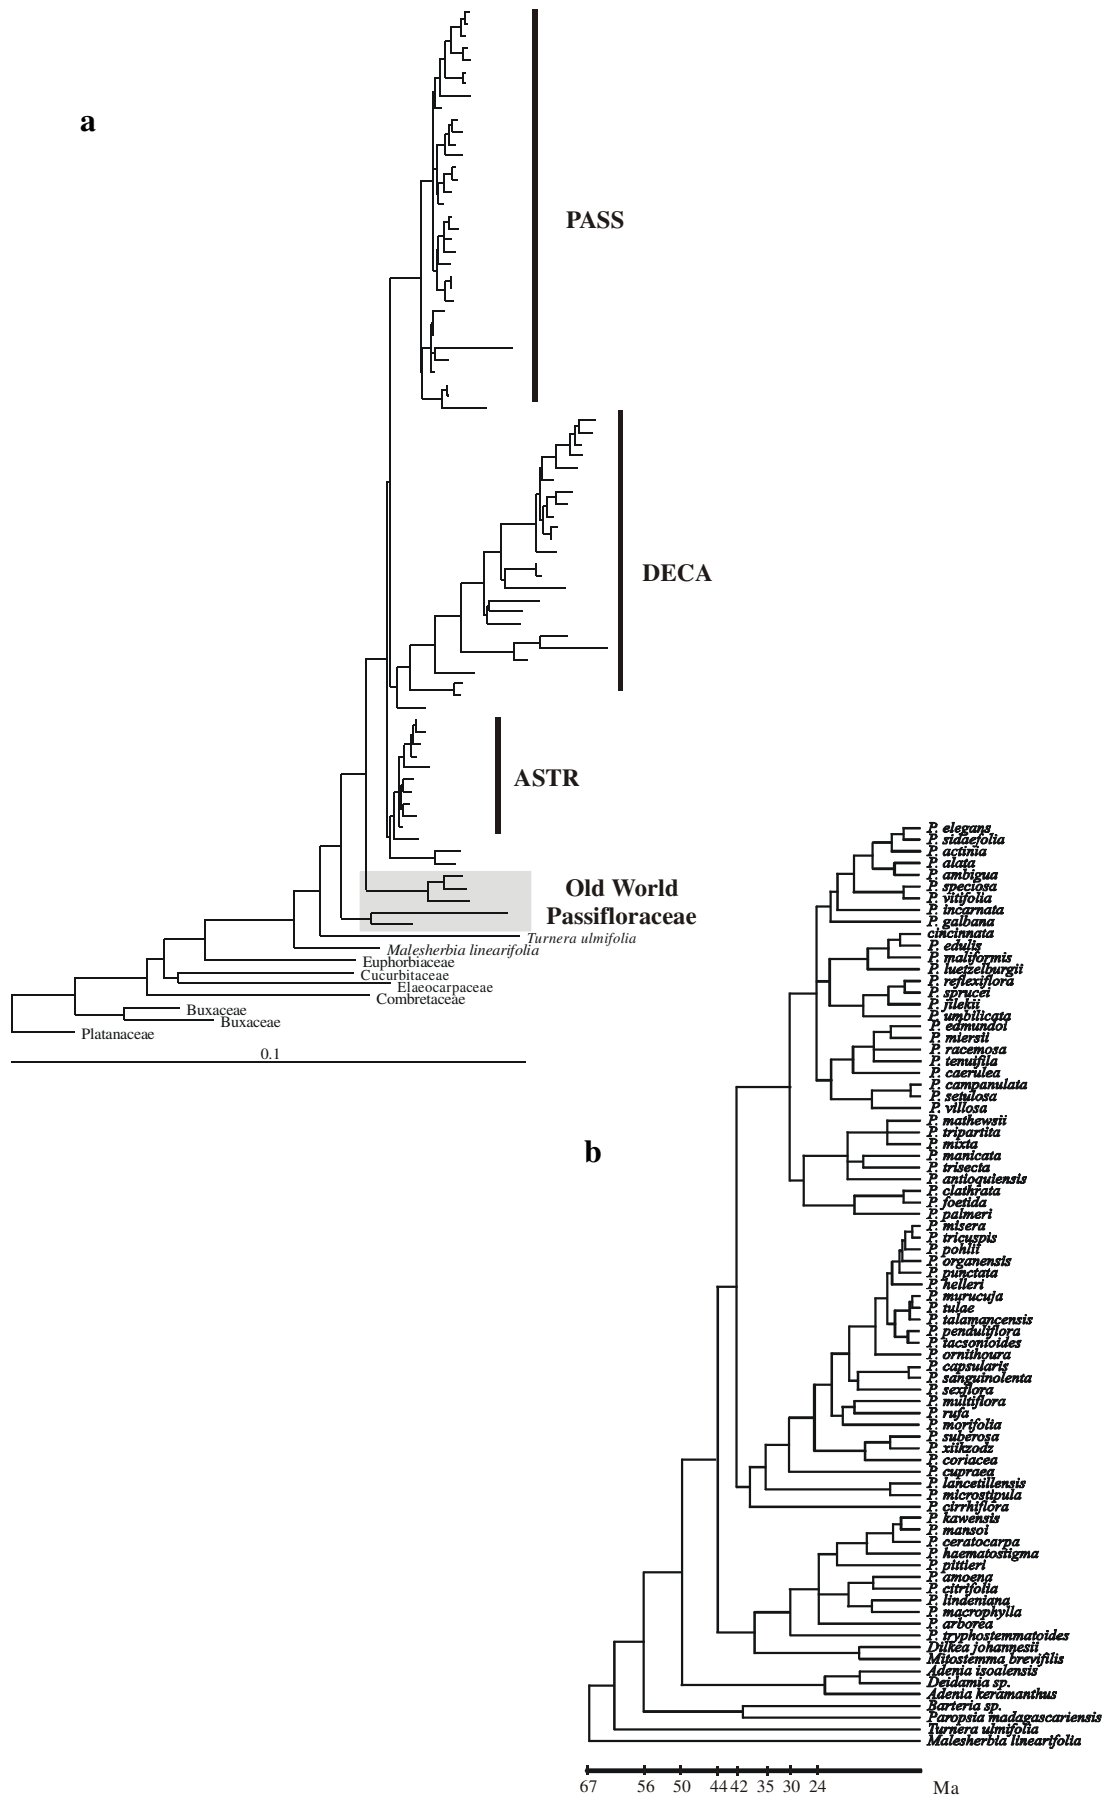 a
PASS
DECA
ASTR
Old World
Passifloraceae
Turnera ulmifolia
Malesherbia linearifolia
Euphorbiaceae
Cucurbitaceae
Elaeocarpaceae
Combretaceae
Buxaceae
Buxaceae
Platanaceae
0.1
b
P. elegans
P. sidaefolia
P. actinia
P. alata
P. ambigua
P. speciosa
P. vitifolia
P. incarnata
P. galbana
cincinnata
P. edulis
P. maliformis
P. luetzelburgii
P. reflexiflora
P. sprucei
P. jilekii
P. umbilicata
P. edmundoi
P. miersii
P. racemosa
P. tenuifila
P. caerulea
P. campanulata
P. setulosa
P. villosa
P. mathewsii
P. tripartita
P. mixta
P. manicata
P. trisecta
P. antioquiensis
P. clathrata
P. foetida
P. palmeri
P. misera
P. tricuspis
P. pohlii
P. organensis
P. punctata
P. helleri
P. murucuja
P. tulae
P. talamancensis
P. penduliflora
P. tacsonioides
P. ornithoura
P. capsularis
P. sanguinolenta
P. sexflora
P. multiflora
P. rufa
P. morifolia
P. suberosa
P. xiikzodz
P. coriacea
P. cupraea
P. lancetillensis
P. microstipula
P. cirrhiflora
P. kawensis
P. mansoi
P. ceratocarpa
P. haematostigma
P. pittieri
P. amoena
P. citrifolia
P. lindeniana
P. macrophylla
P. arborea
P. tryphostemmatoides
Dilkea johannesii
Mitostemma brevifilis
Adenia isoalensis
Deidamia sp.
Adenia keramanthus
Barteria sp.
Paropsia madagascariensis
Turnera ulmifolia
Malesherbia linearifolia
67 56 50 44 42 35 30 24 Ma